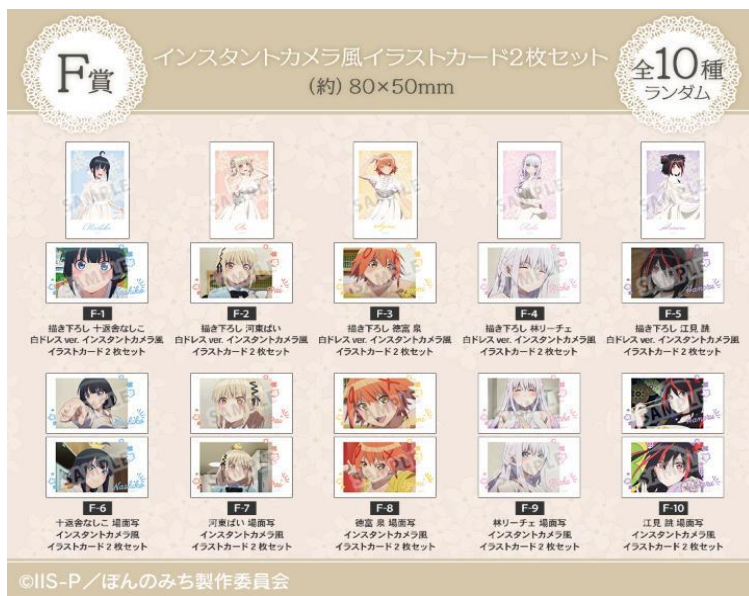 F賞
インスタントカメラ風イラストカード2枚セット
(約) 80×50mm
全10種
ランダム
SAMPLE
SAMPLE
SAMPLE
SAMPLE
SAMPLE
F-1
描き下ろし 十返舎なしこ
白ドレス ver. インスタントカメラ風
イラストカード 2 枚セット
F-2
描き下ろし 河東ぱい
白ドレス ver. インスタントカメラ風
イラストカード 2 枚セット
F-3
描き下ろし 徳富 泉
白ドレス ver. インスタントカメラ風
イラストカード 2 枚セット
F-4
描き下ろし 林リーチェ
白ドレス ver. インスタントカメラ風
イラストカード 2 枚セット
F-5
描き下ろし 江見 跳
白ドレス ver. インスタントカメラ風
イラストカード 2 枚セット
F-6
十返舎なしこ 場面写
インスタントカメラ風
イラストカード 2 枚セット
F-7
河東ぱい 場面写
インスタントカメラ風
イラストカード 2 枚セット
F-8
徳富 泉 場面写
インスタントカメラ風
イラストカード 2 枚セット
F-9
林リーチェ 場面写
インスタントカメラ風
イラストカード 2 枚セット
F-10
江見 跳 場面写
インスタントカメラ風
イラストカード 2 枚セット
©IIS-P／ぽんのみち製作委員会